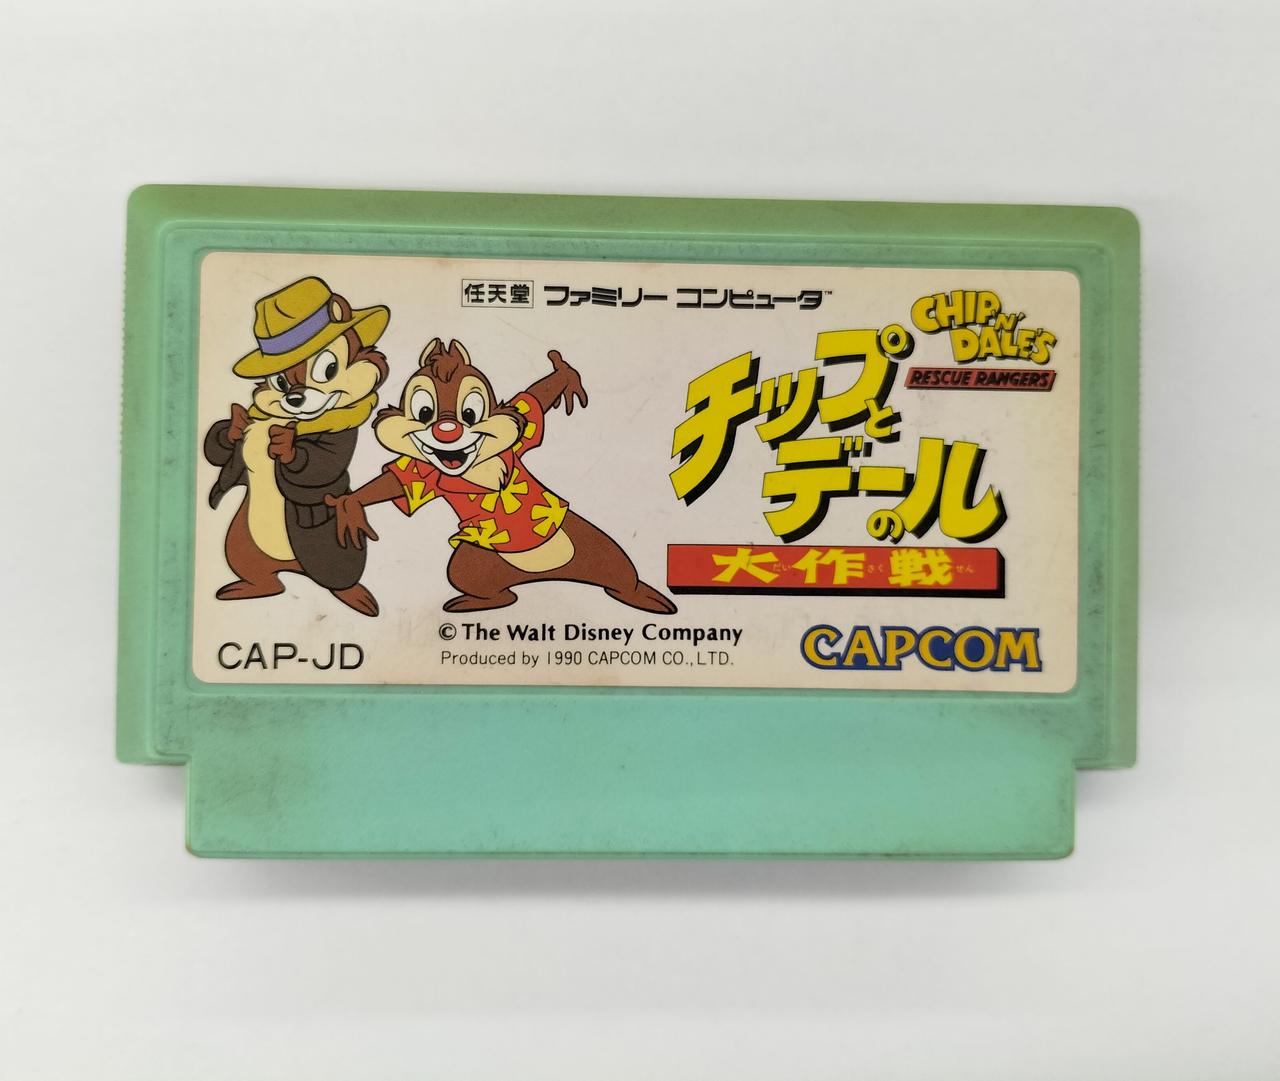 任天堂 ファミリー コンピュータ™
CHIP 'N' DALE'S
RESCUE RANGERS
チップと
デールの
大だい作さく戦せん
© The Walt Disney Company
Produced by 1990 CAPCOM CO., LTD.
CAP-JD
CAPCOM